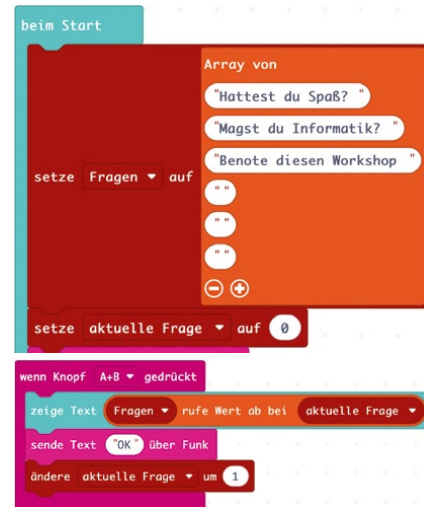 beim Start
Array von
"Hattest du Spaß? "
"Magst du Informatik? "
"Benote diesen Workshop "
setze Fragen auf
" "
" "
" "
setze aktuelle Frage auf 0
wenn Knopf A+B gedrückt
zeige Text Fragen rufe Wert ab bei aktuelle Frage
sende Text "OK" über Funk
ändere aktuelle Frage um 1